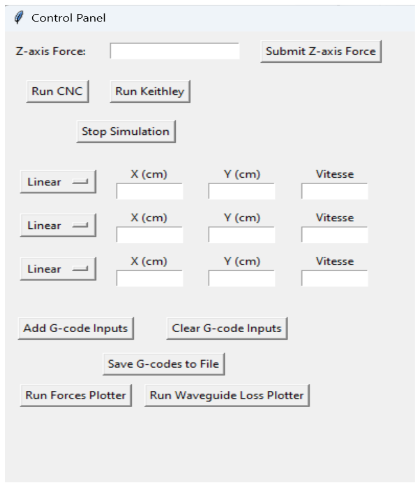 Control Panel
Z-axis Force: Submit Z-axis Force
Run CNC Run Keithley
Stop Simulation
X (cm) Y (cm) Vitesse
Linear
X (cm) Y (cm) Vitesse
Linear
X (cm) Y (cm) Vitesse
Linear
Add G-code Inputs Clear G-code Inputs
Save G-codes to File
Run Forces Plotter Run Waveguide Loss Plotter